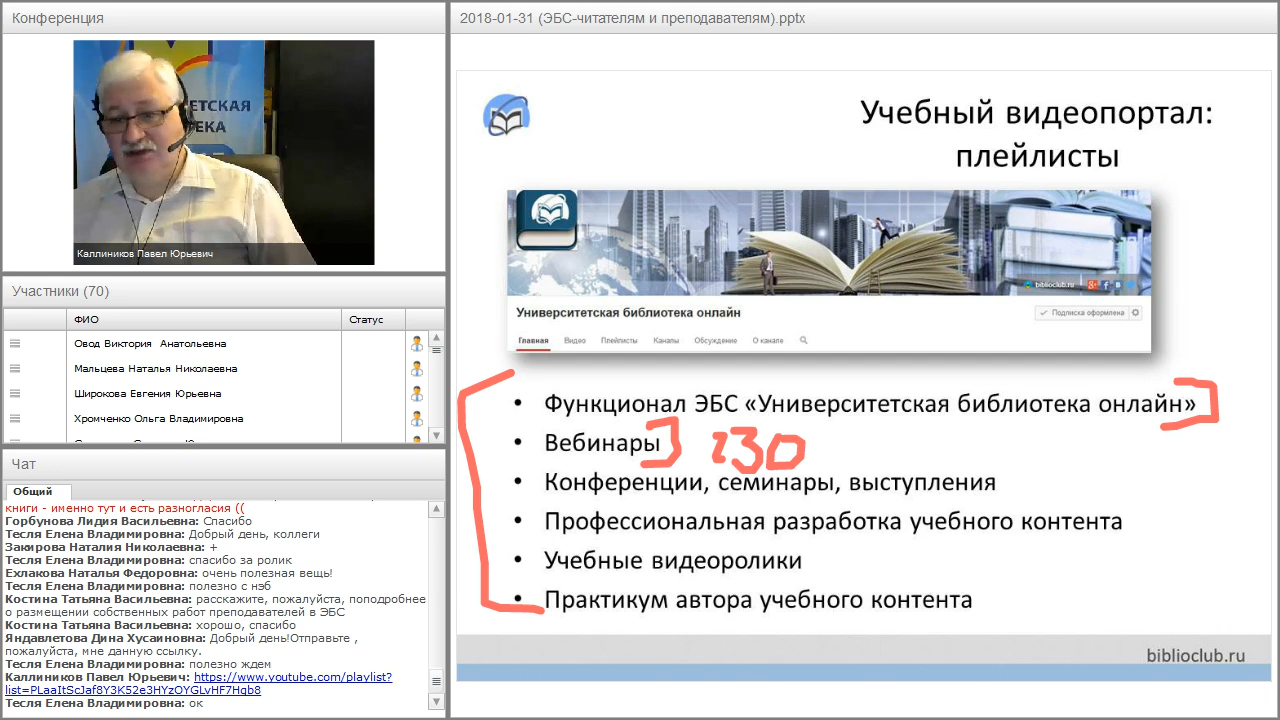 Конференция
ЕТСКАЯ
ТЕКА
Каллиников Павел Юрьевич
Участники (70)
ФИО
Статус
Овод Виктория Анатольевна
Мальцева Наталья Николаевна
Широкова Евгения Юрьевна
Хромченко Ольга Владимировна
Чат
Общий
книги - именно тут и есть разногласия ((
Горбунова Лидия Васильевна: Спасибо
Тесля Елена Владимировна: Добрый день, коллеги
Закирова Наталия Николаевна: +
Тесля Елена Владимировна: спасибо за ролик
Ехлакова Наталья Федоровна: очень полезная вещь!
Тесля Елена Владимировна: полезно с нэб
Костина Татьяна Васильевна: расскажите, пожалуйста, поподробнее
о размещении собственных работ преподавателей в ЭБС
Костина Татьяна Васильевна: хорошо, спасибо
Яндавлетова Дина Хусаиновна: Добрый день!Отправьте ,
пожалуйста, мне данную ссылку.
Тесля Елена Владимировна: полезно ждем
Каллиников Павел Юрьевич: https://www.youtube.com/playlist?
list=PLaaItScJaf8Y3K52e3HYzOYGLvHF7Hqb8
Тесля Елена Владимировна: ок
2018-01-31 (ЭБС-читателям и преподавателям).pptx
Учебный видеопортал:
плейлисты
biblioclub.ru
Университетская библиотека онлайн
Подписка оформлена
Главная Видео Плейлисты Каналы Обсуждение О канале
• Функционал ЭБС «Университетская библиотека онлайн»
• Вебинары 230
• Конференции, семинары, выступления
• Профессиональная разработка учебного контента
• Учебные видеоролики
• Практикум автора учебного контента
biblioclub.ru